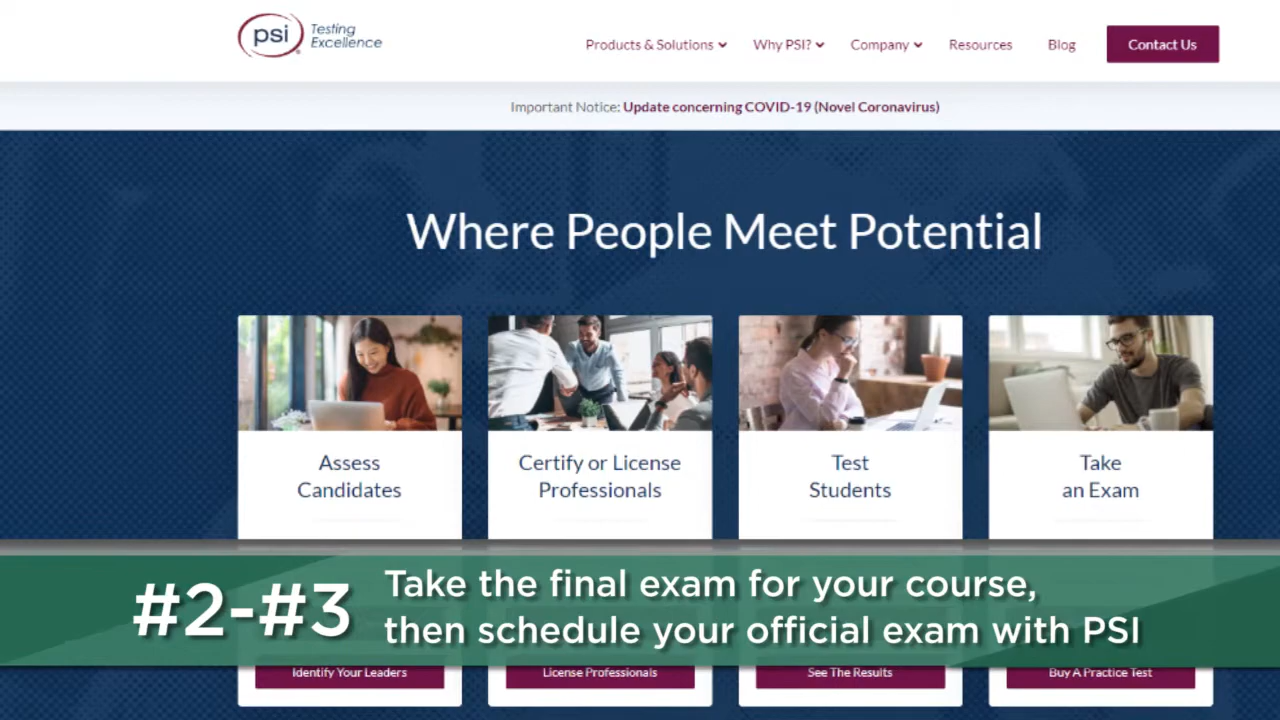 psi
Testing
Excellence
Products & Solutions
Why PSI?
Company
Resources
Blog
Contact Us
Important Notice: Update concerning COVID-19 (Novel Coronavirus)
Where People Meet Potential
Assess
Candidates
Certify or License
Professionals
Test
Students
Take
an Exam
#2-#3
Take the final exam for your course,
then schedule your official exam with PSI
Identify Your Leaders
License Professionals
See The Results
Buy A Practice Test